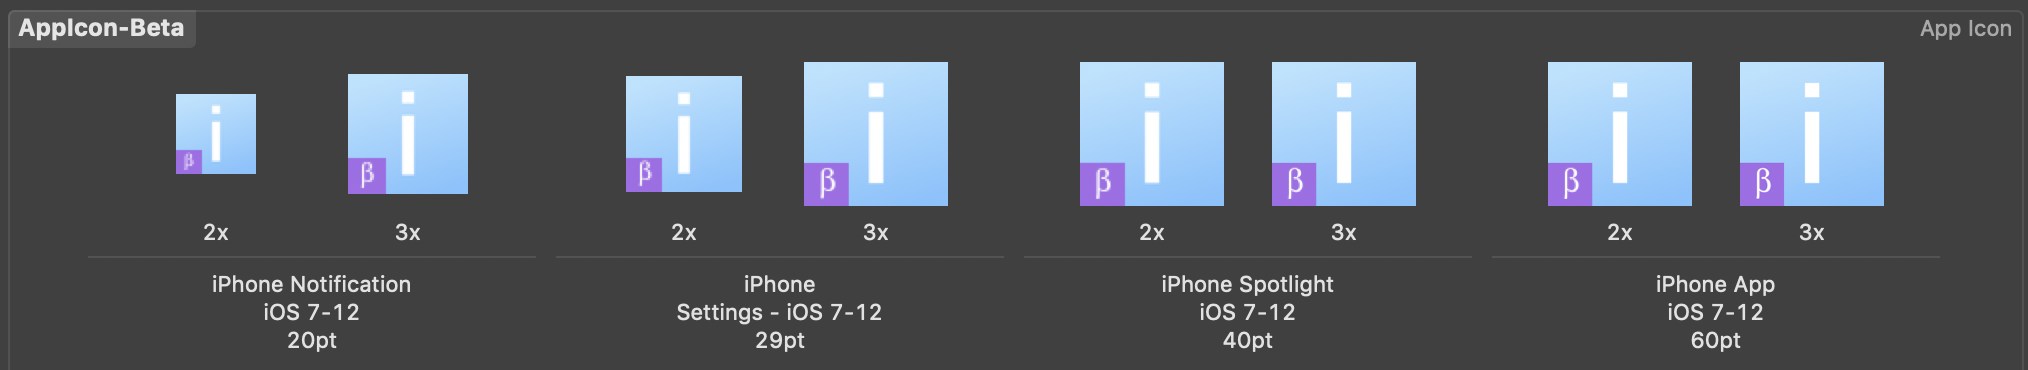 AppIcon-Beta
App Icon
i
β
i
β
i
β
i
β
i
β
i
β
i
β
i
β
2x
3x
2x
3x
2x
3x
2x
3x
iPhone Notification
iOS 7-12
20pt
iPhone
Settings - iOS 7-12
29pt
iPhone Spotlight
iOS 7-12
40pt
iPhone App
iOS 7-12
60pt